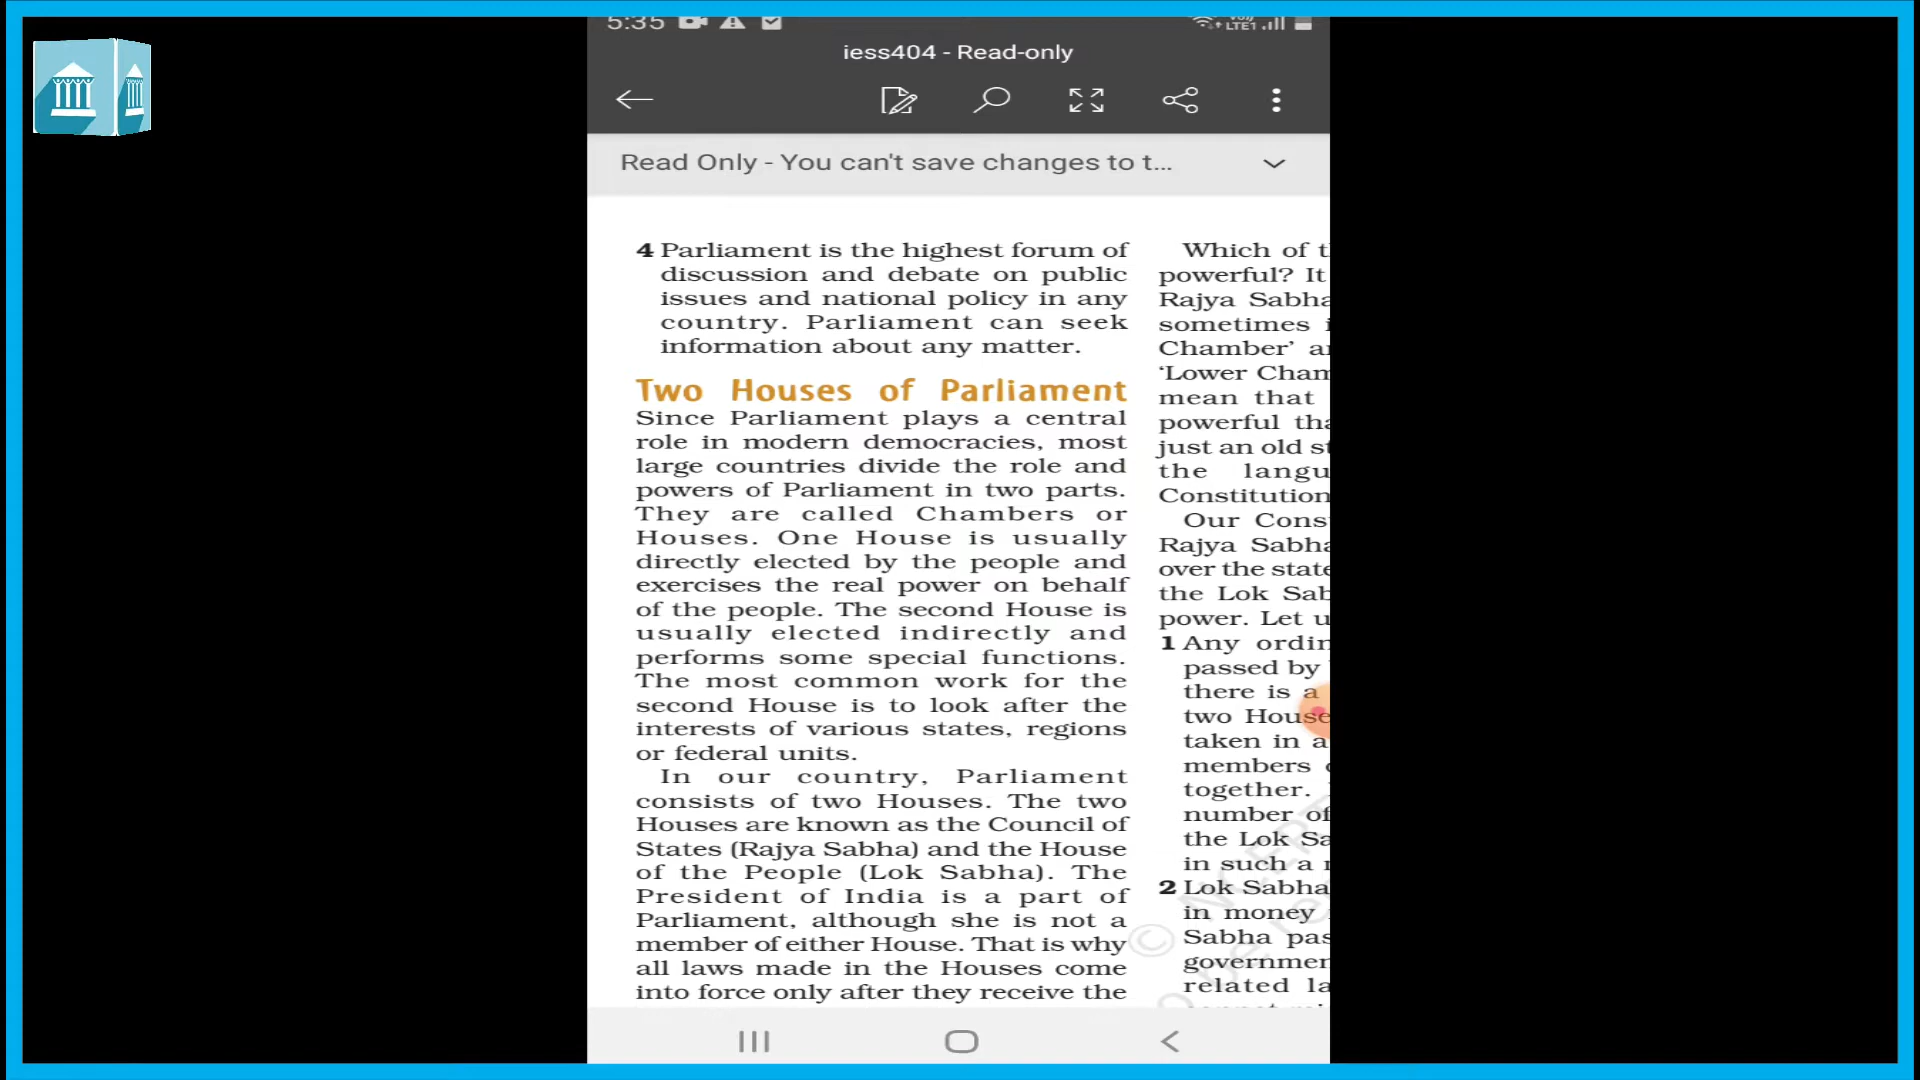 5:35
LTE1
iess404 - Read-only
Read Only - You can't save changes to t...
4 Parliament is the highest forum of
discussion and debate on public
issues and national policy in any
country. Parliament can seek
information about any matter.
Two Houses of Parliament
Since Parliament plays a central
role in modern democracies, most
large countries divide the role and
powers of Parliament in two parts.
They are called Chambers or
Houses. One House is usually
directly elected by the people and
exercises the real power on behalf
of the people. The second House is
usually elected indirectly and
performs some special functions.
The most common work for the
second House is to look after the
interests of various states, regions
or federal units.
In our country, Parliament
consists of two Houses. The two
Houses are known as the Council of
States (Rajya Sabha) and the House
of the People (Lok Sabha). The
President of India is a part of
Parliament, although she is not a
member of either House. That is why
all laws made in the Houses come
into force only after they receive the
Which of
powerful? It
Rajya Sabha
sometimes
Chamber'
'Lower
mean that
powerful
just an old
the
Constitution
Our
Rajya Sabha
over the state
the Lok
power. Let
1 Any
passed by
there is a
two House
taken in a
members
together.
number of
the Lok
in such a
2 Lok Sabha
in money
Sabha
related
© NCERT